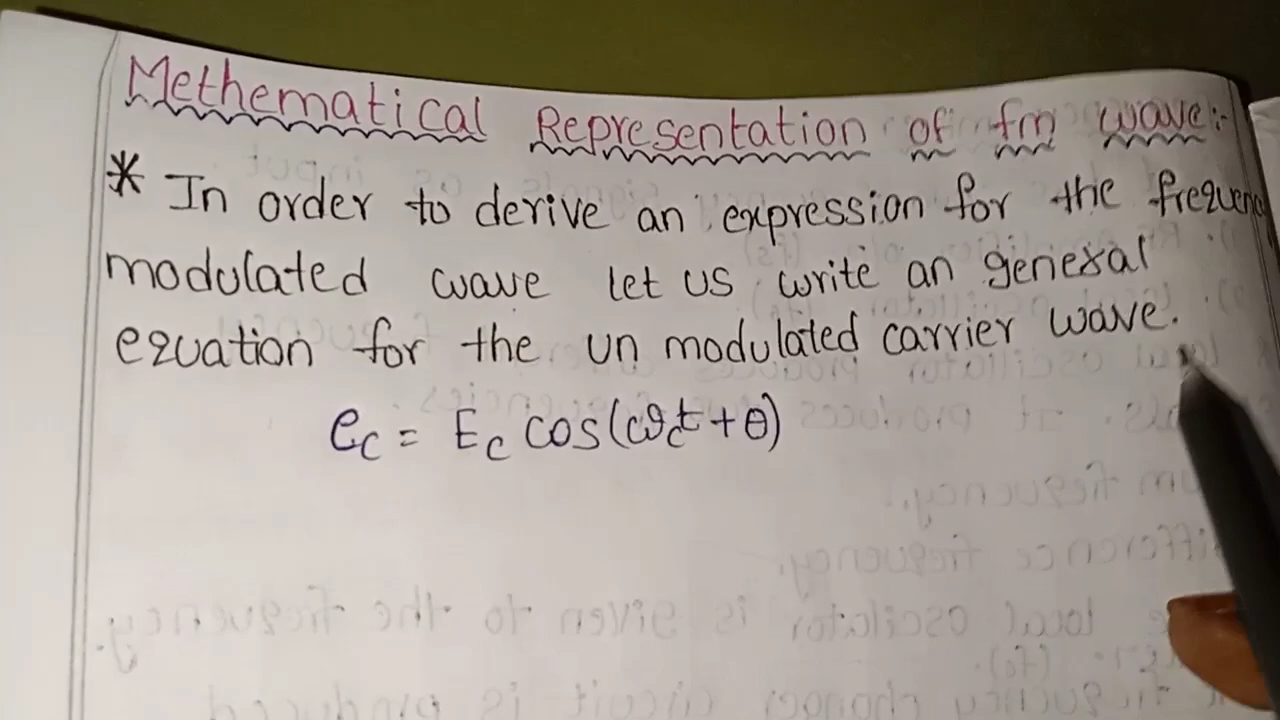 Methematical Representation of fm wave:-
* In order to derive an expression for the frequenc
modulated wave let us write an general
equation for the un modulated carrier wave.
ec = Ec cos(ωct + θ)